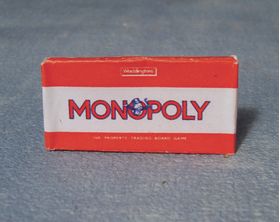 Waddingtons
MONOPOLY
THE PROPERTY TRADING BOARD GAME